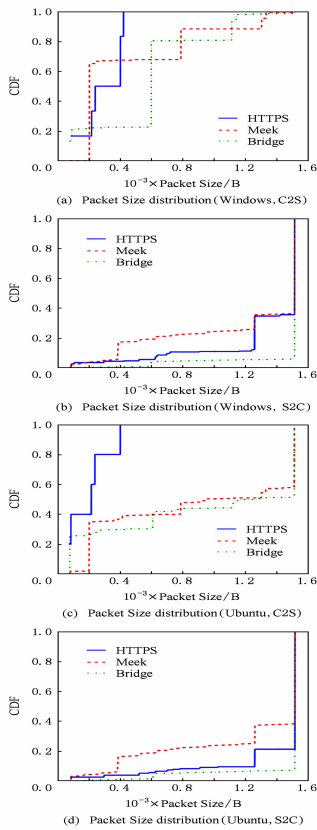 1.0
0.8
0.6
0.4
0.2
0.0
CDF
HTTPS
Meek
Bridge
0.4 0.8 1.2 1.6
10⁻³×Packet Size/B
(a) Packet Size distribution(Windows,C2S)
1.0
0.8
0.6
0.4
0.2
0.0
CDF
HTTPS
Meek
Bridge
0.4 0.8 1.2 1.6
10⁻³×Packet Size/B
(b) Packet Size distribution(Windows, S2C)
1.0
0.8
0.6
0.4
0.2
0.0
CDF
HTTPS
Meek
Bridge
0.4 0.8 1.2 1.6
10⁻³×Packet Size/B
(c) Packet Size distribution(Ubuntu,C2S)
1.0
0.8
0.6
0.4
0.2
0.0
CDF
HTTPS
Meek
Bridge
0.4 0.8 1.2 1.6
10⁻³×Packet Size/B
(d) Packet Size distribution(Ubuntu,S2C)